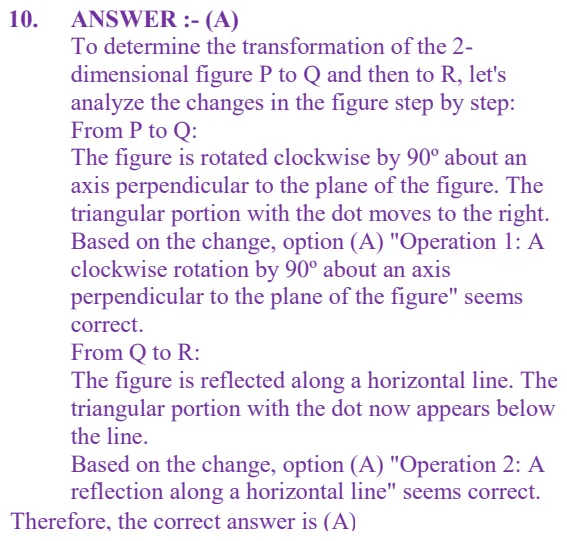 10. ANSWER :- (A)
To determine the transformation of the 2-
dimensional figure P to Q and then to R, let's
analyze the changes in the figure step by step:
From P to Q:
The figure is rotated clockwise by 90º about an
axis perpendicular to the plane of the figure. The
triangular portion with the dot moves to the right.
Based on the change, option (A) "Operation 1: A
clockwise rotation by 90º about an axis
perpendicular to the plane of the figure" seems
correct.
From Q to R:
The figure is reflected along a horizontal line. The
triangular portion with the dot now appears below
the line.
Based on the change, option (A) "Operation 2: A
reflection along a horizontal line" seems correct.
Therefore, the correct answer is (A)